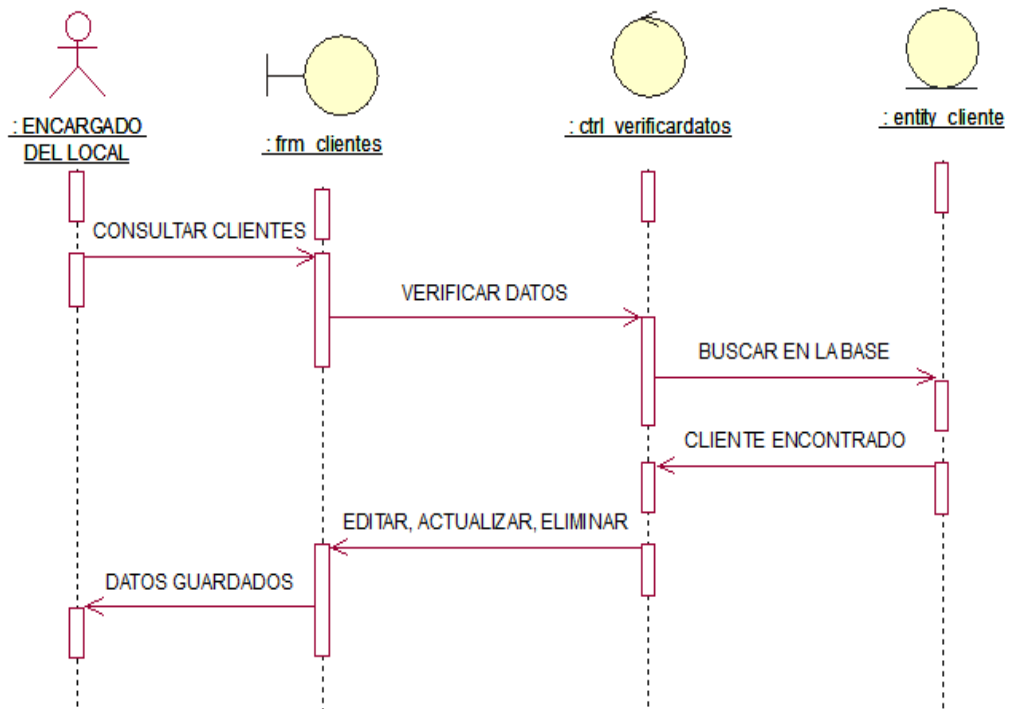 : ENCARGADO
DEL LOCAL
: frm_clientes
: ctrl_verificardatos
: entity_cliente
CONSULTAR CLIENTES
VERIFICAR DATOS
BUSCAR EN LA BASE
CLIENTE ENCONTRADO
EDITAR, ACTUALIZAR, ELIMINAR
DATOS GUARDADOS